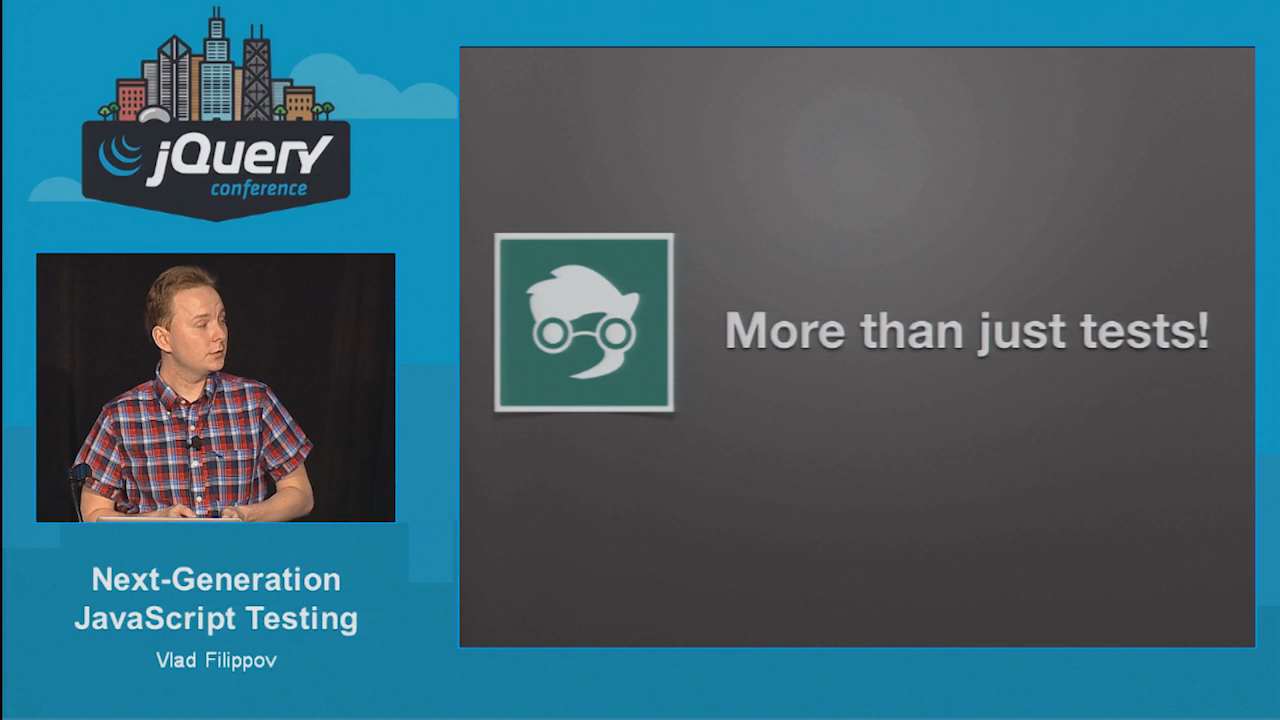 jQuery
conference
More than just tests!
Next-Generation
JavaScript Testing
Vlad Filippov